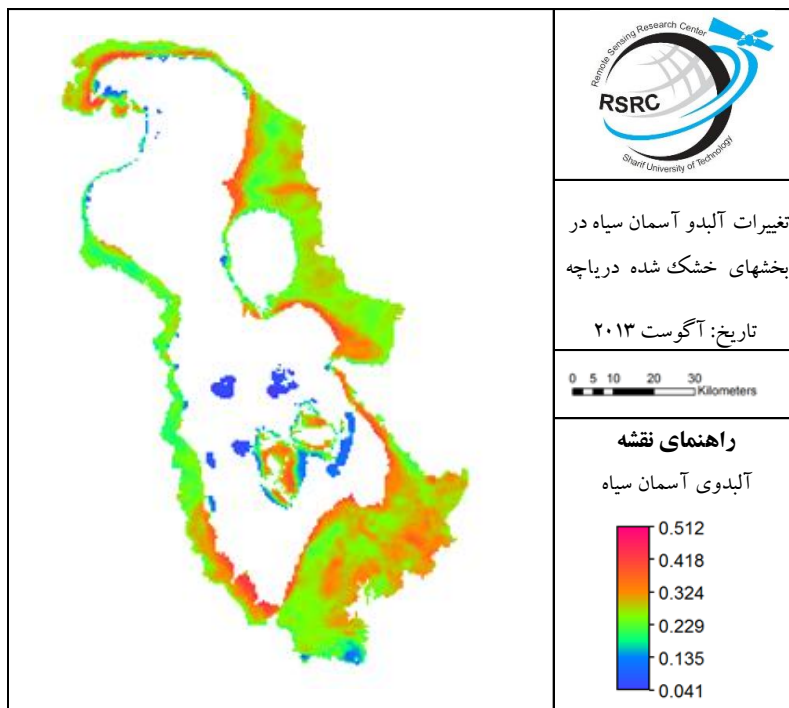 Remote Sensing Research Center
RSRC
Sharif University of Technology
تغییرات آلبدو آسمان سیاه در
بخشهای خشک شده دریاچه
تاریخ: آگوست ۲۰۱۳
0 5 10 20 30
Kilometers
راهنمای نقشه
آلبدوی آسمان سیاه
0.512
0.418
0.324
0.229
0.135
0.041